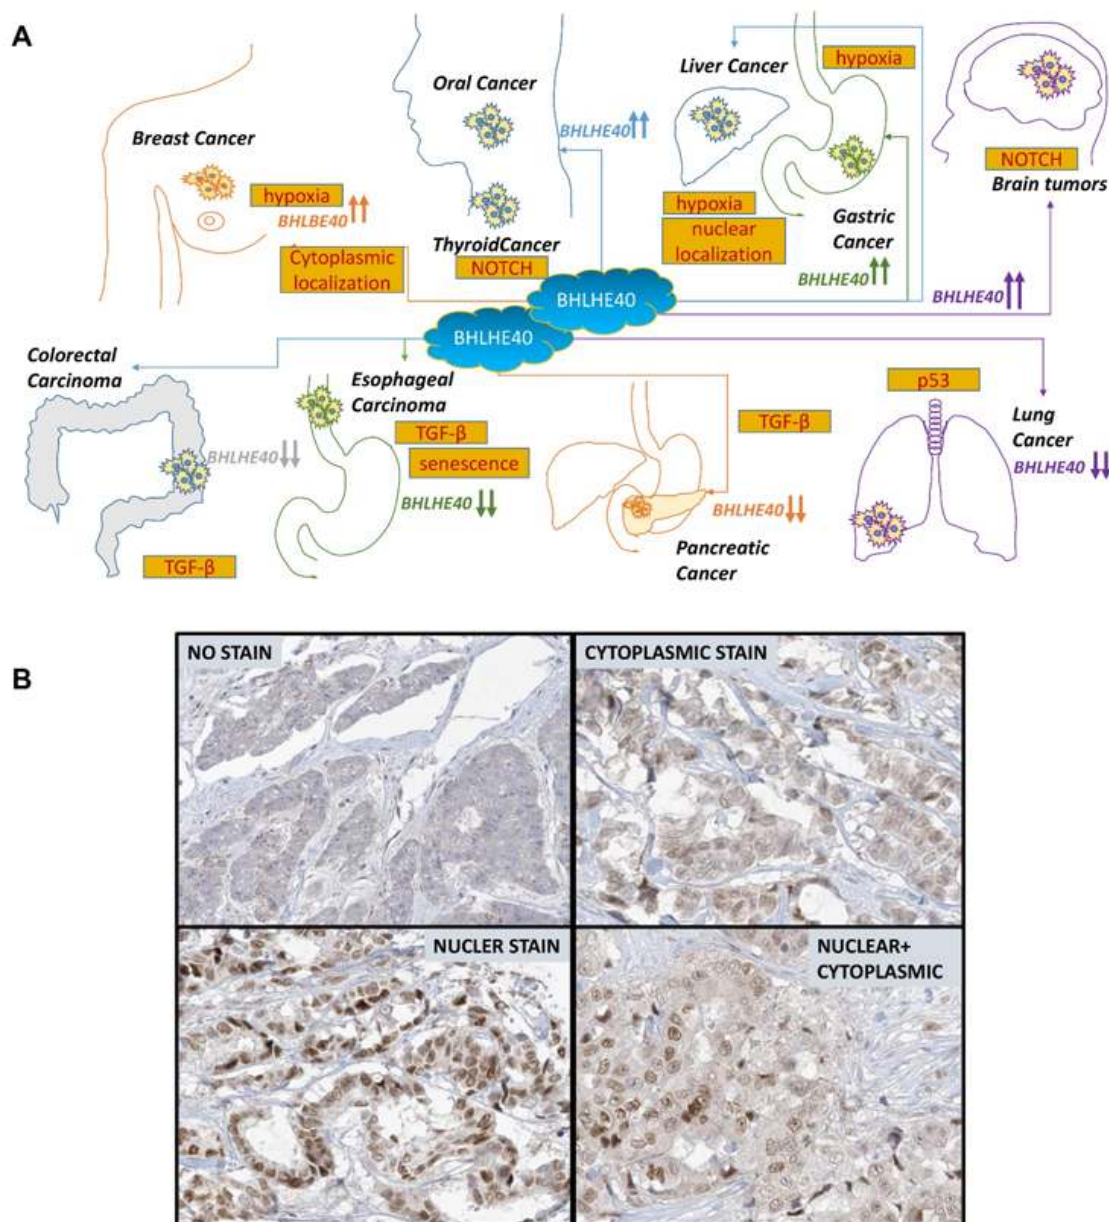 A
Breast Cancer
hypoxia
BHLBE40
Cytoplasmic
localization
Oral Cancer
BHLHE40
ThyroidCancer
NOTCH
Liver Cancer
hypoxia
nuclear
localization
hypoxia
Gastric
Cancer
BHLHE40
NOTCH
Brain tumors
BHLHE40
BHLHE40
BHLHE40
Colorectal
Carcinoma
BHLHE40
TGF-β
Esophageal
Carcinoma
TGF-β
senescence
BHLHE40
TGF-β
BHLHE40
Pancreatic
Cancer
p53
Lung
Cancer
BHLHE40
B
NO STAIN
CYTOPLASMIC STAIN
NUCLER STAIN
NUCLEAR+
CYTOPLASMIC